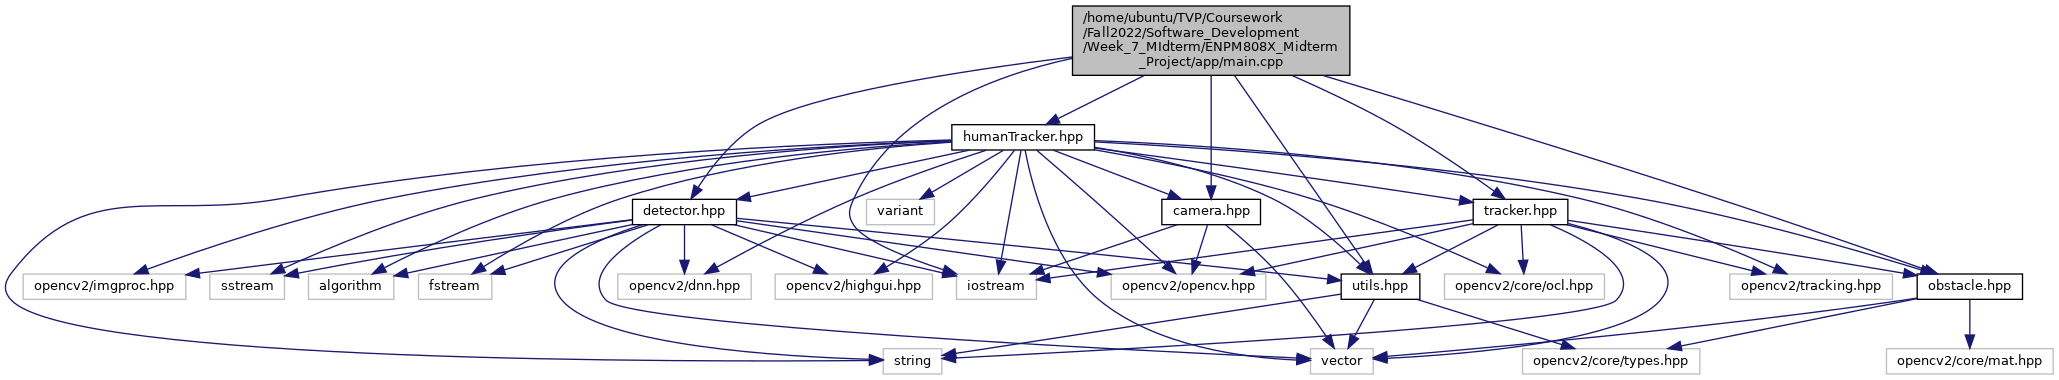 /home/ubuntu/TVP/Coursework
/Fall2022/Software_Development
/Week_7_MIdterm/ENPM808X_Midterm
_Project/app/main.cpp
humanTracker.hpp
detector.hpp
variant
camera.hpp
tracker.hpp
opencv2/imgproc.hpp
sstream
algorithm
fstream
opencv2/dnn.hpp
opencv2/highgui.hpp
iostream
opencv2/opencv.hpp
utils.hpp
opencv2/core/ocl.hpp
opencv2/tracking.hpp
obstacle.hpp
string
vector
opencv2/core/types.hpp
opencv2/core/mat.hpp